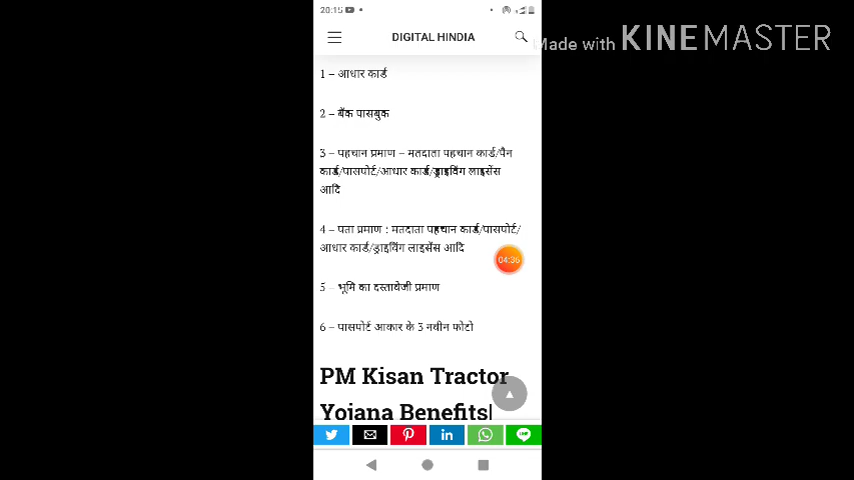 20:15
DIGITAL HINDIA
Made with KINEMASTER
1 – आधार कार्ड
2 – बैंक पासबुक
3 – पहचान प्रमाण – मतदाता पहचान कार्ड/पैन
कार्ड/पासपोर्ट/आधार कार्ड/ड्राइविंग लाइसेंस
आदि
4 – पता प्रमाण : मतदाता पहचान कार्ड/पासपोर्ट/
आधार कार्ड/ड्राइविंग लाइसेंस आदि
04:36
5 – भूमि का दस्तावेजी प्रमाण
6 – पासपोर्ट आकार के 3 नवीन फोटो
PM Kisan Tractor
Yojana Benefits|